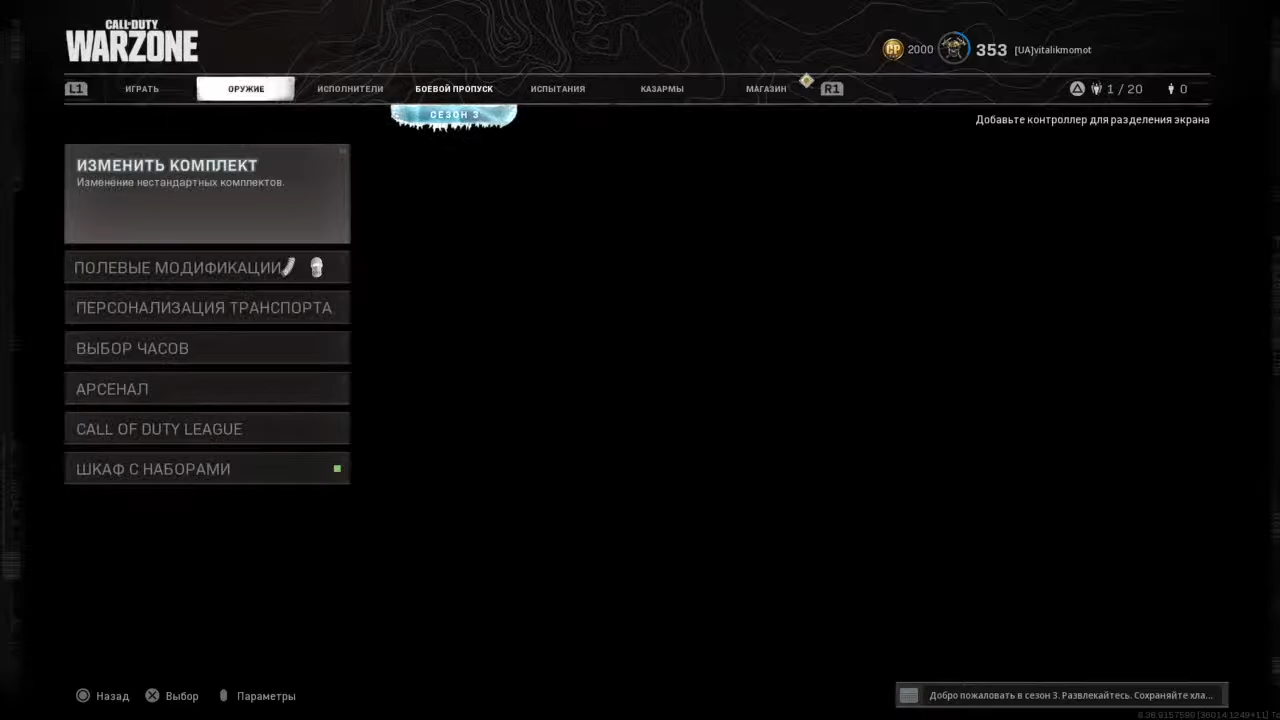 CALL OF DUTY
WARZONE
CP 2000 353 [UA]vitalikmomot
L1 ИГРАТЬ ОРУЖИЕ ИСПОЛНИТЕЛИ БОЕВОЙ ПРОПУСК ИСПЫТАНИЯ КАЗАРМЫ МАГАЗИН R1 1 / 20 0
СЕЗОН 3
Добавьте контроллер для разделения экрана
ИЗМЕНИТЬ КОМПЛЕКТ
Изменение нестандартных комплектов.
ПОЛЕВЫЕ МОДИФИКАЦИИ
ПЕРСОНАЛИЗАЦИЯ ТРАНСПОРТА
ВЫБОР ЧАСОВ
АРСЕНАЛ
CALL OF DUTY LEAGUE
ШКАФ С НАБОРАМИ
Назад Выбор Параметры
Добро пожаловать в сезон 3. Развлекайтесь. Сохраняйте хла...